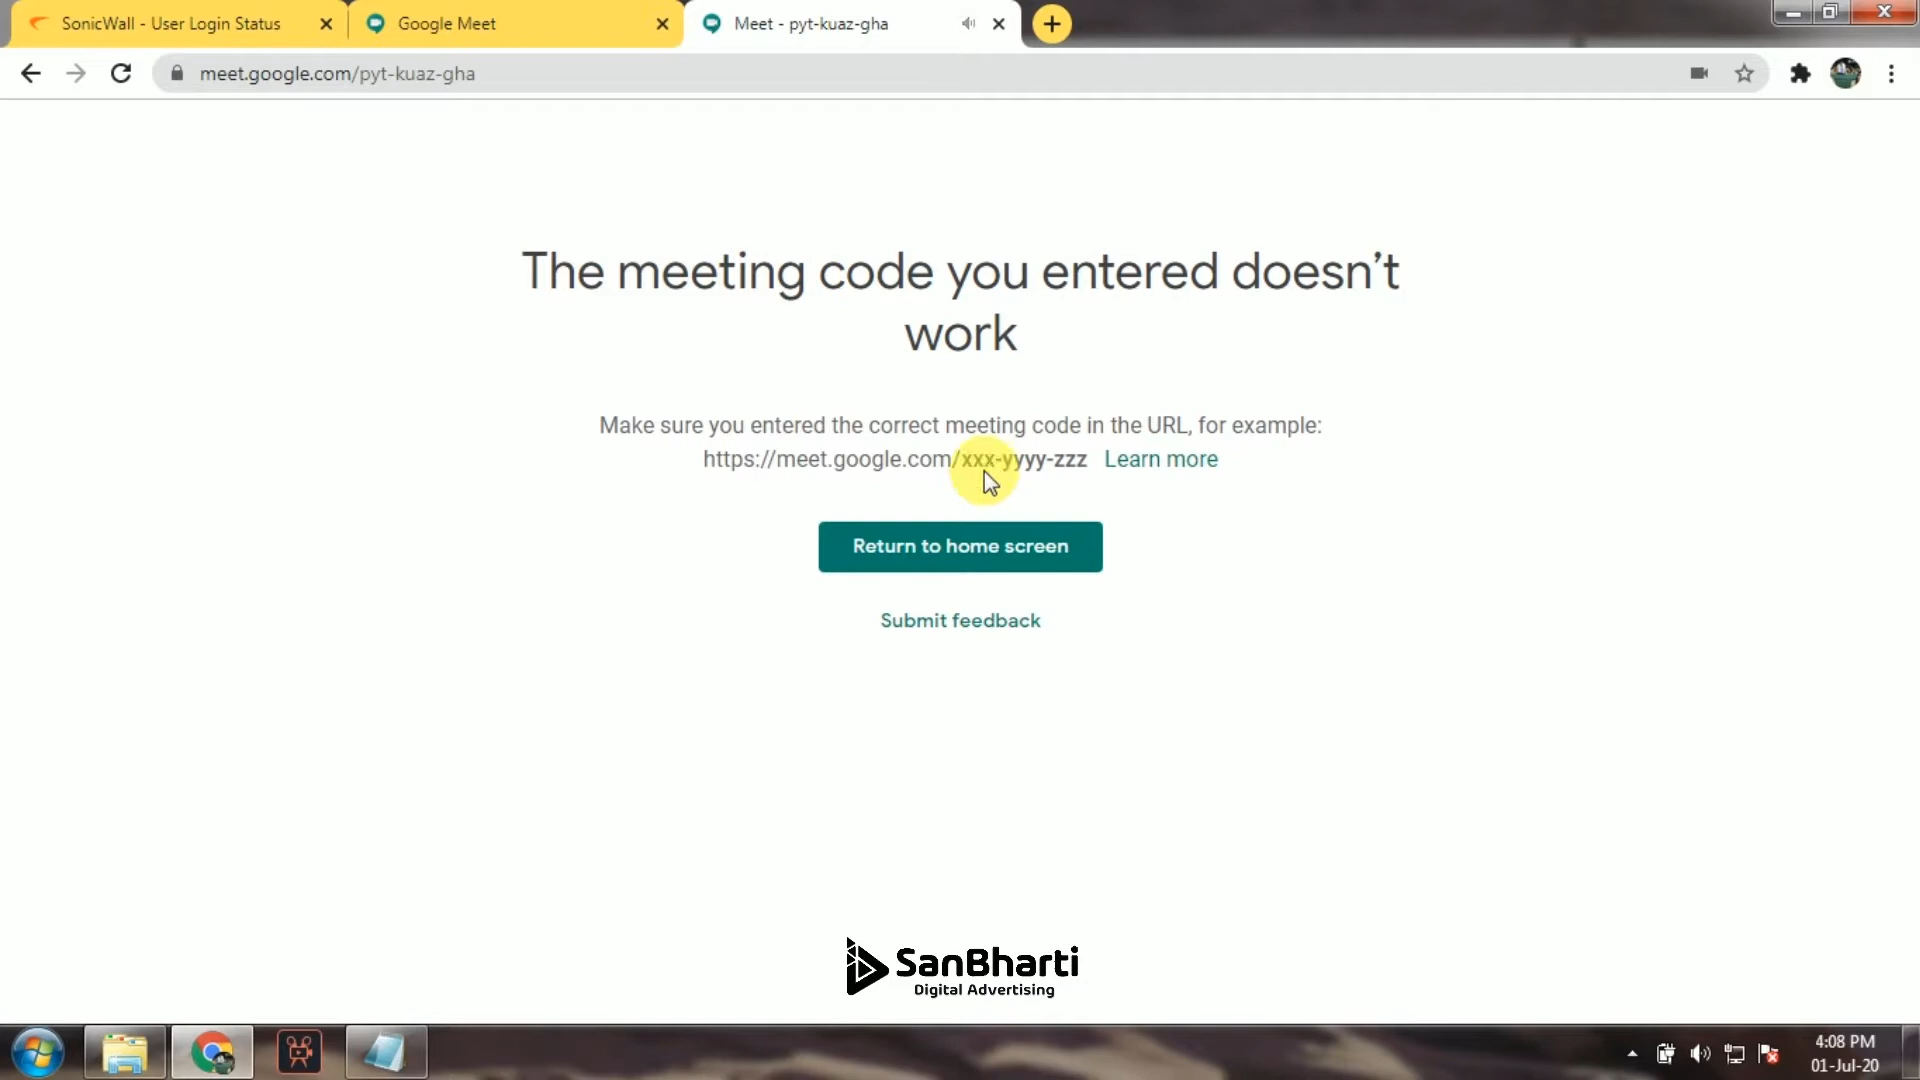 SonicWall - User Login Status
Google Meet
Meet - pyt-kuaz-gha
meet.google.com/pyt-kuaz-gha
The meeting code you entered doesn't
work
Make sure you entered the correct meeting code in the URL, for example:
https://meet.google.com/xxx-yyyy-zzz Learn more
Return to home screen
Submit feedback
SanBharti
Digital Advertising
4:08 PM
01-Jul-20